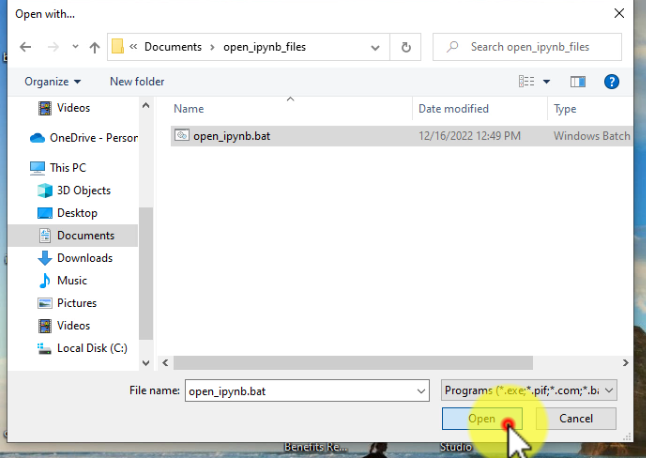 Open with...
« Documents › open_ipynb_files
Search open_ipynb_files
Organize
New folder
Videos
OneDrive - Person
This PC
3D Objects
Desktop
Documents
Downloads
Music
Pictures
Videos
Local Disk (C:)
Name
Date modified
Type
open_ipynb.bat
12/16/2022 12:49 PM
Windows Batch
File name:
open_ipynb.bat
Programs (*.exe;*.pif;*.com;*.ba
Open
Cancel
Benefits Re...
Studio